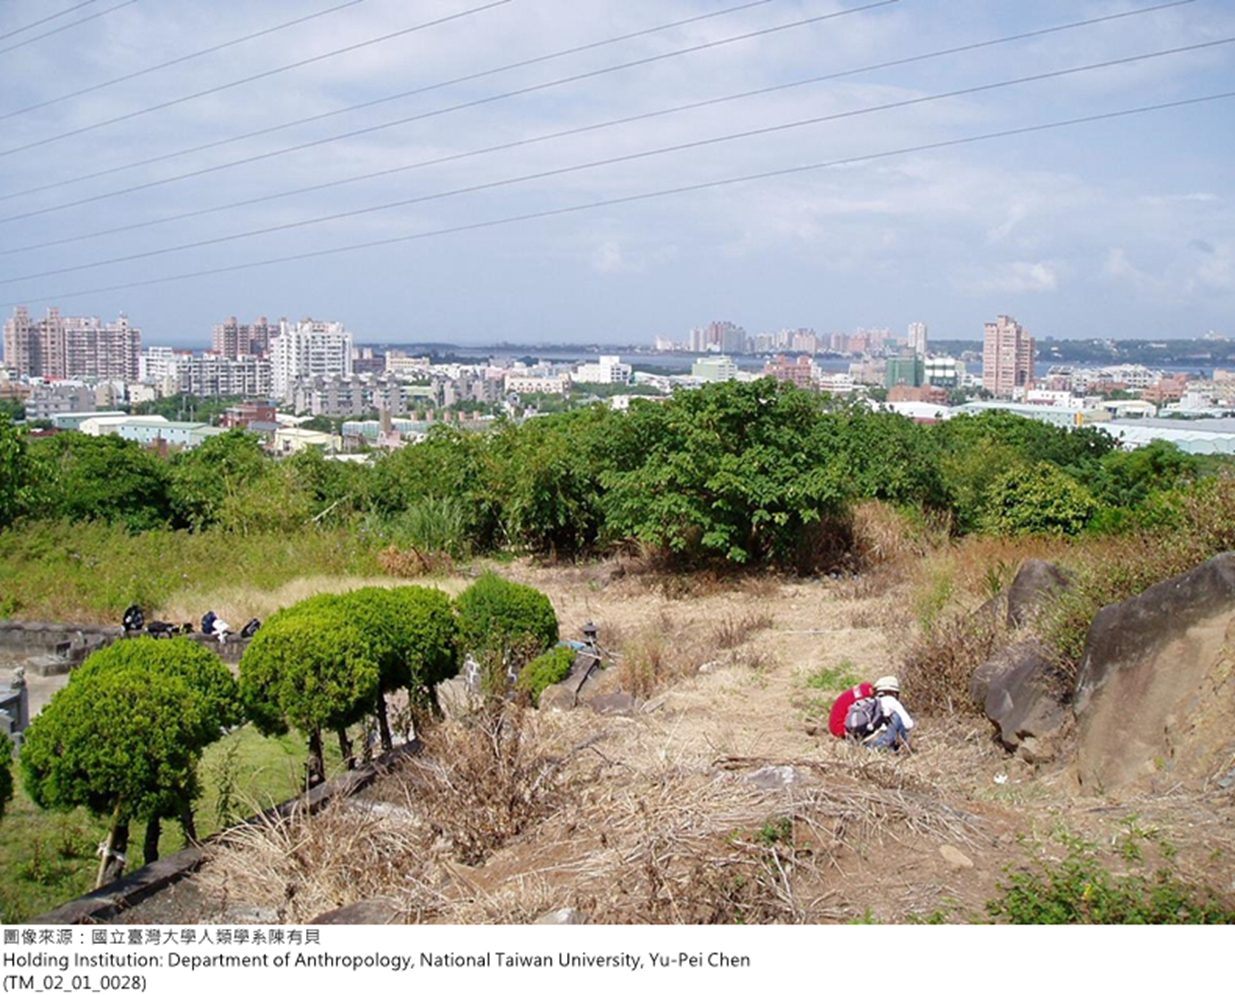 圖像來源：國立臺灣大學人類學系陳有貝
Holding Institution: Department of Anthropology, National Taiwan University, Yu-Pei Chen
(TM_02_01_0028)